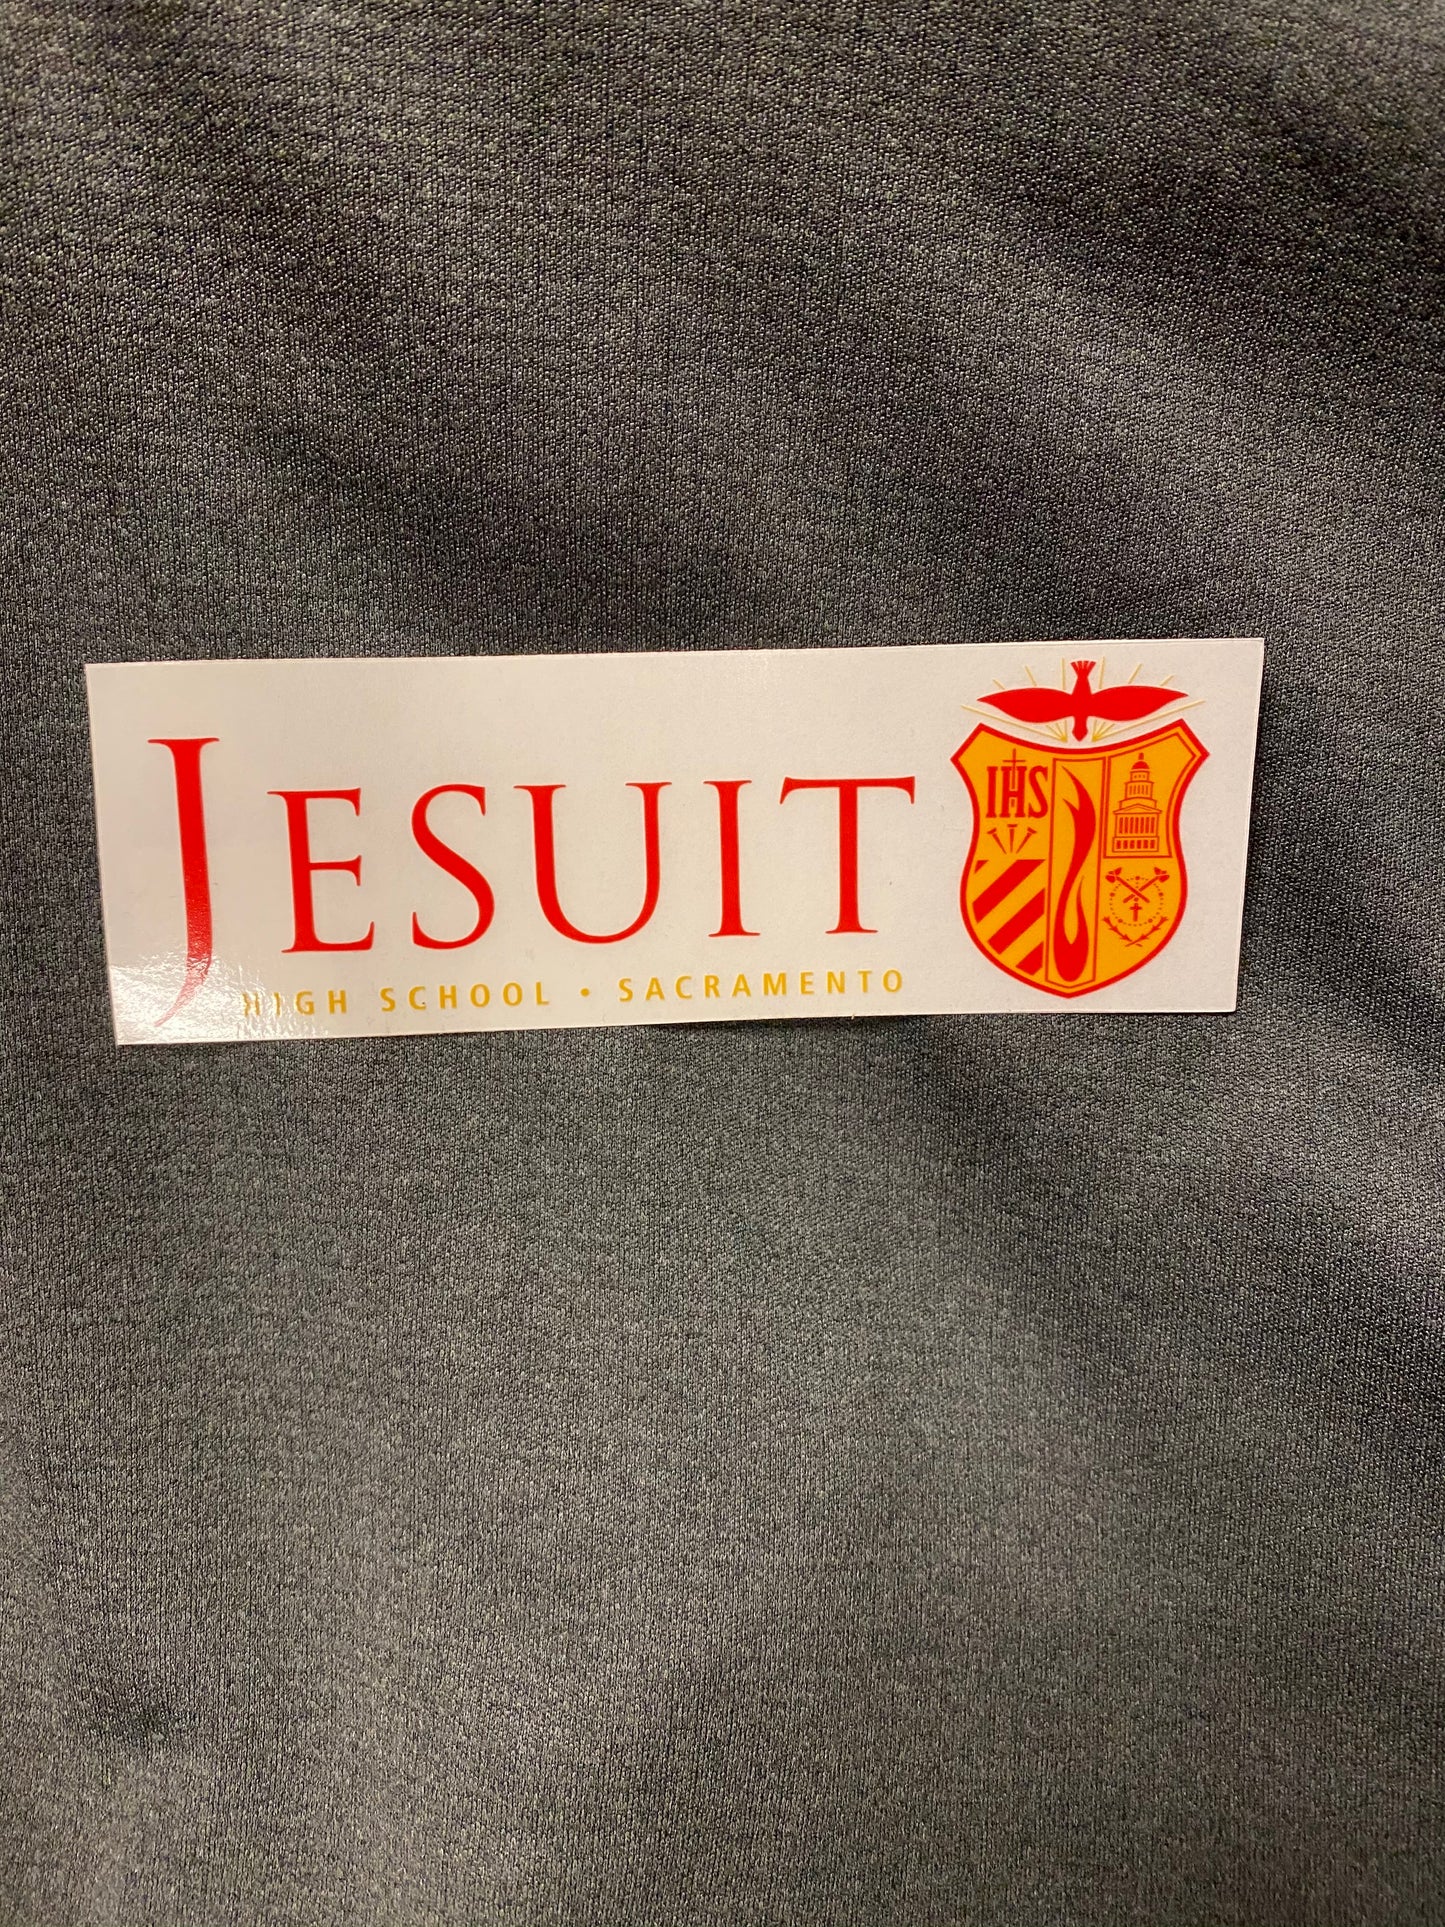 JESUIT
HIGH SCHOOL • SACRAMENTO
IHS